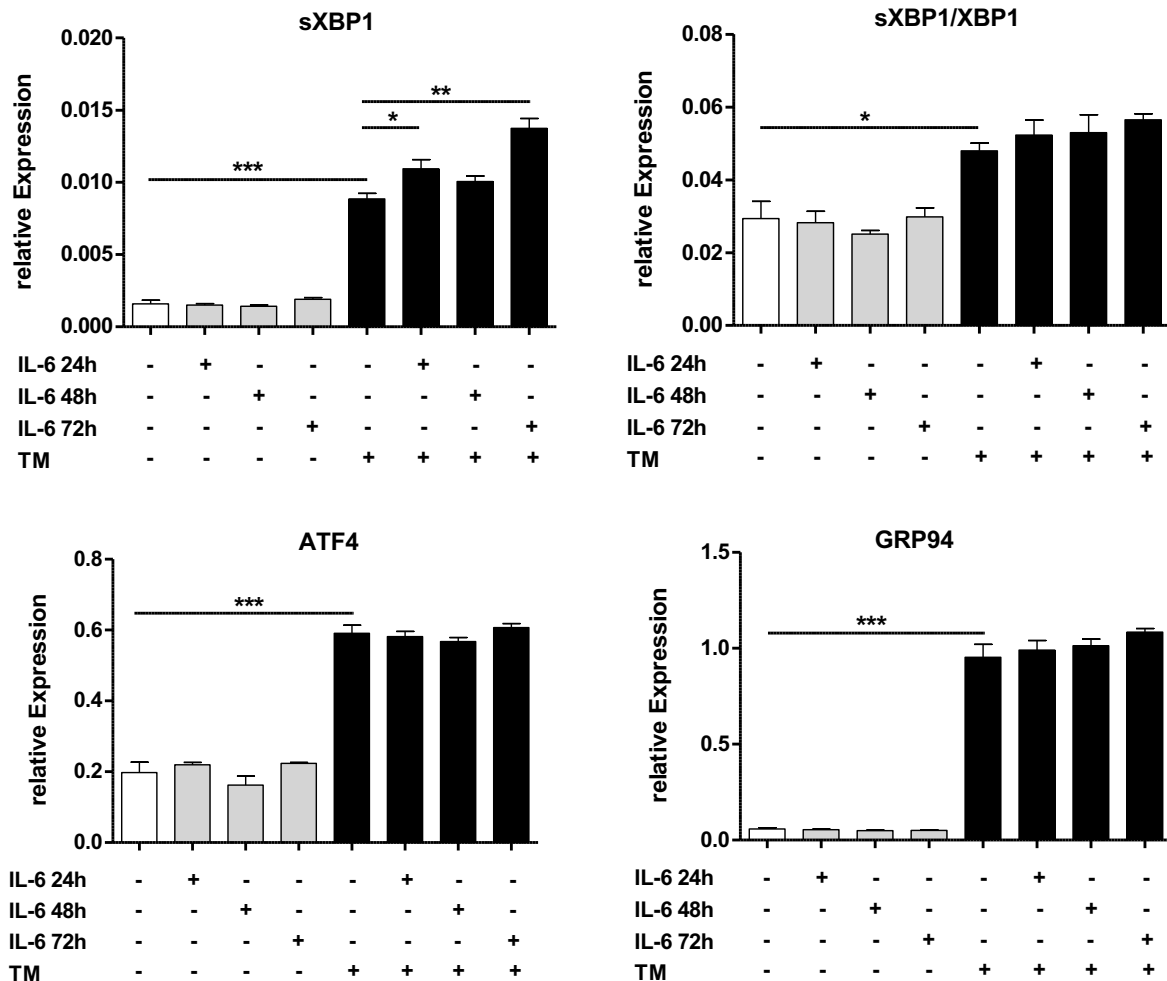 sXBP1
relative Expression
0.020
0.015
0.010
0.005
0.000
***
*
**
IL-6 24h - + - - - + - -
IL-6 48h - - + - - - + -
IL-6 72h - - - + - - - +
TM - - - - + + + +
sXBP1/XBP1
relative Expression
0.08
0.06
0.04
0.02
0.00
*
IL-6 24h - + - - - + - -
IL-6 48h - - + - - - + -
IL-6 72h - - - + - - - +
TM - - - - + + + +
ATF4
relative Expression
0.8
0.6
0.4
0.2
0.0
***
IL-6 24h - + - - - + - -
IL-6 48h - - + - - - + -
IL-6 72h - - - + - - - +
TM - - - - + + + +
GRP94
relative Expression
1.5
1.0
0.5
0.0
***
IL-6 24h - + - - - + - -
IL-6 48h - - + - - - + -
IL-6 72h - - - + - - - +
TM - - - - + + + +